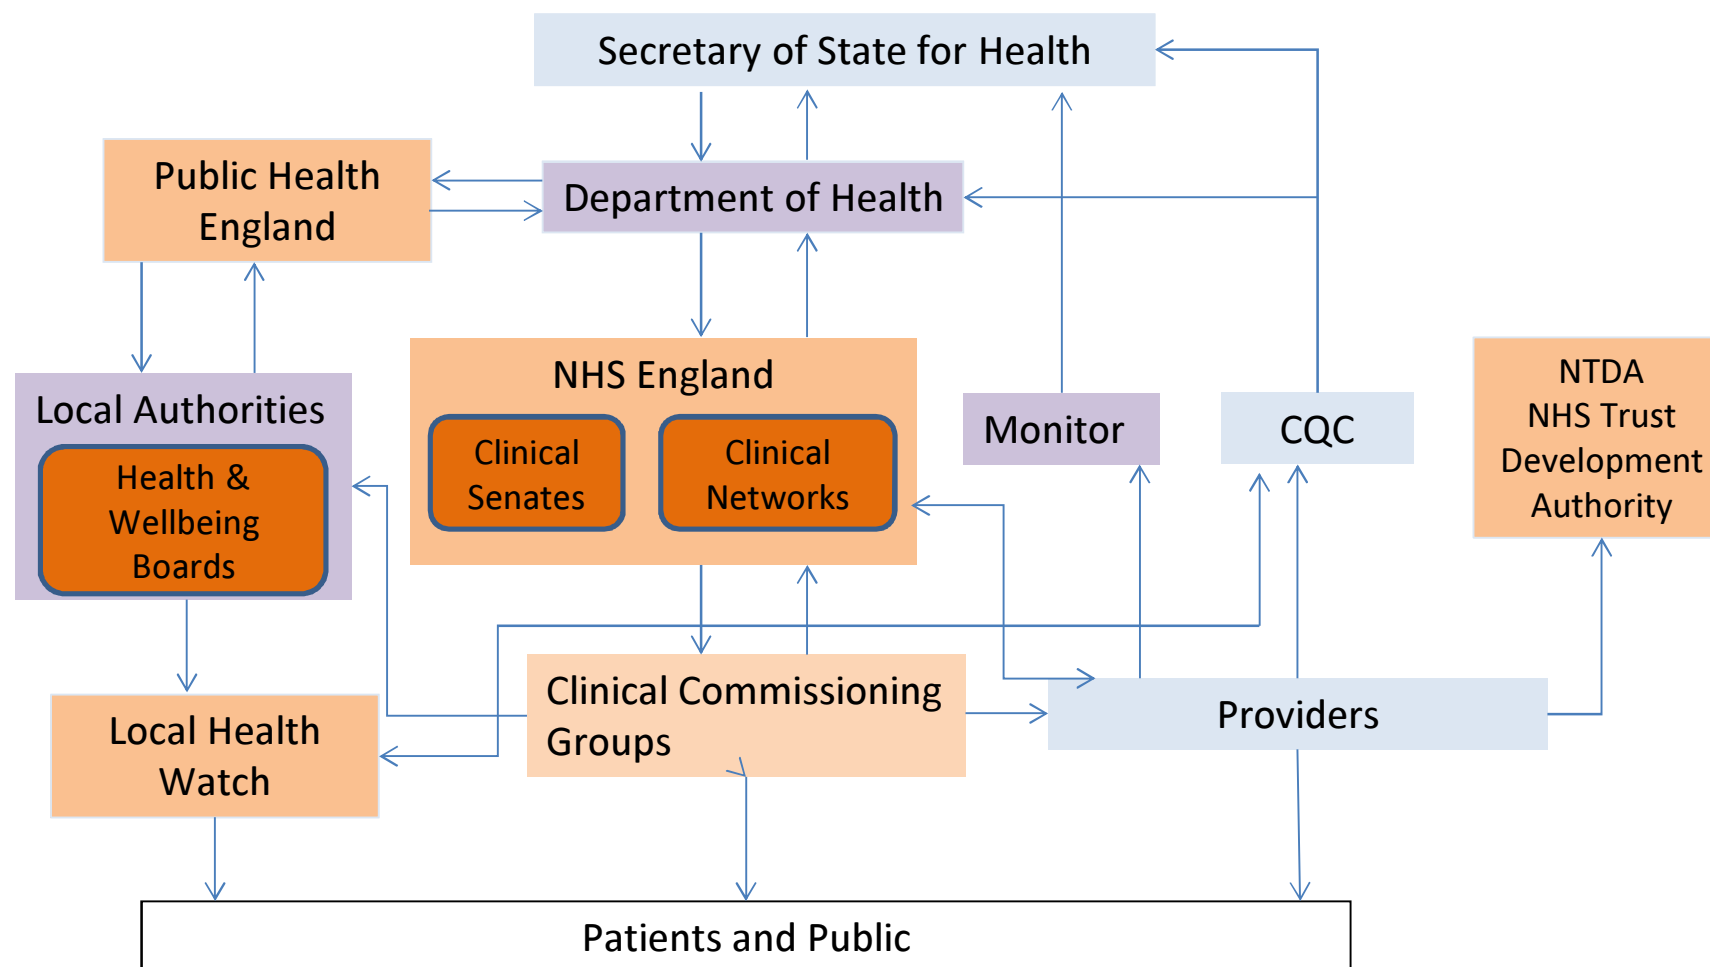 Secretary of State for Health
Public Health
England
Department of Health
NHS England
Local Authorities
Health &
Wellbeing
Boards
Clinical
Senates
Clinical
Networks
Monitor
CQC
NTDA
NHS Trust
Development
Authority
Local Health
Watch
Clinical Commissioning
Groups
Providers
Patients and Public